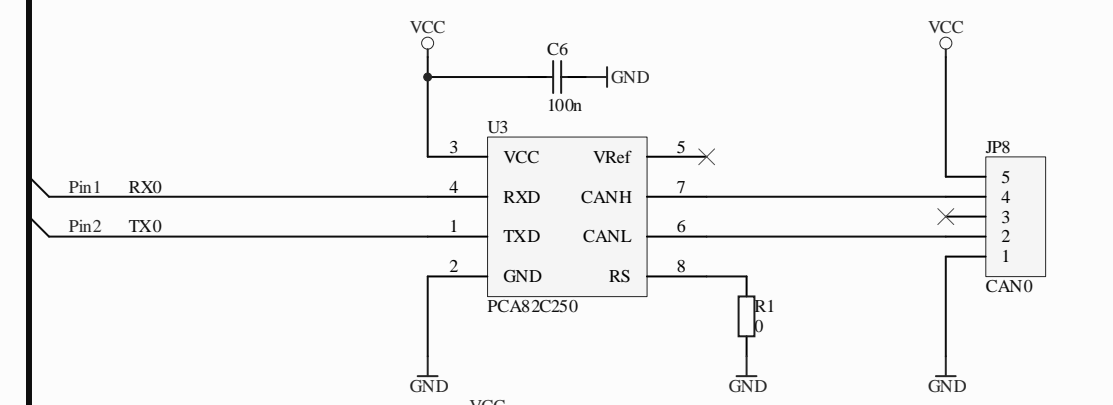 VCC
VCC
C6
GND
100n
U3
3 VCC VRef 5
JP8
5
Pin1 RX0 4 RXD CANH 7 4
3
Pin2 TX0 1 TXD CANL 6 2
1
2 GND RS 8
CAN0
PCA82C250
R1
0
GND
GND
GND
VCC